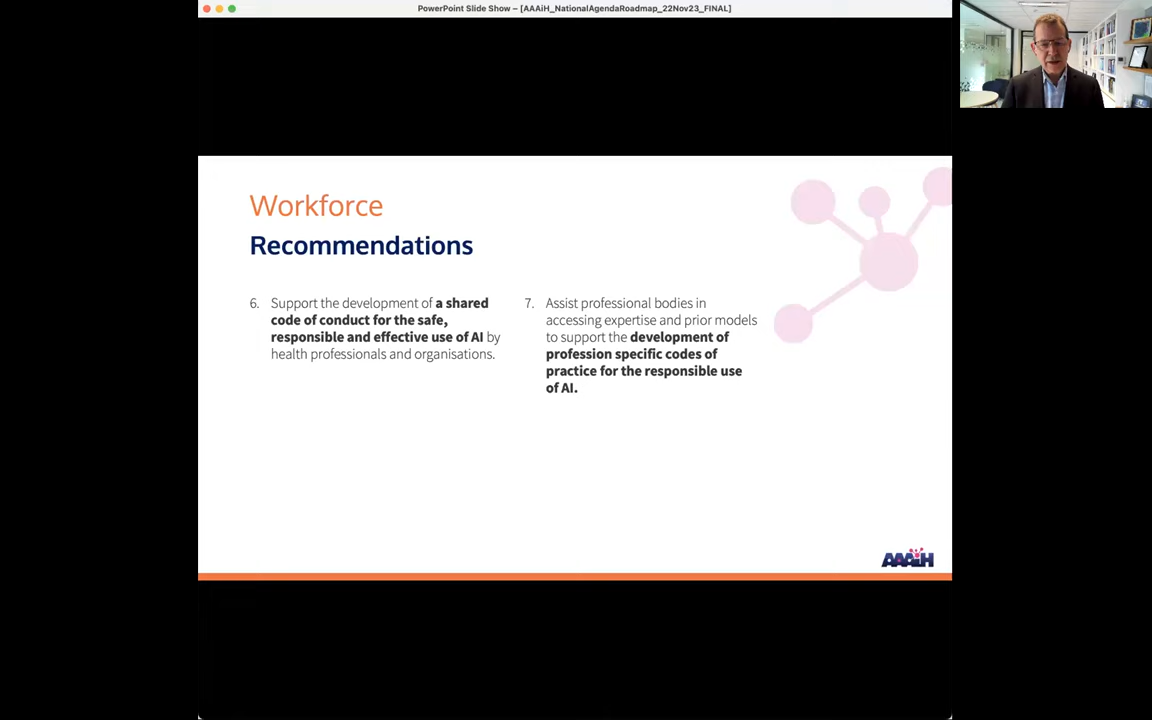 PowerPoint Slide Show – [AAAiH_NationalAgendaRoadmap_22Nov23_FINAL]
Workforce
Recommendations
6. Support the development of a shared
code of conduct for the safe,
responsible and effective use of AI by
health professionals and organisations.
7. Assist professional bodies in
accessing expertise and prior models
to support the development of
profession specific codes of
practice for the responsible use
of AI.
AAAiH